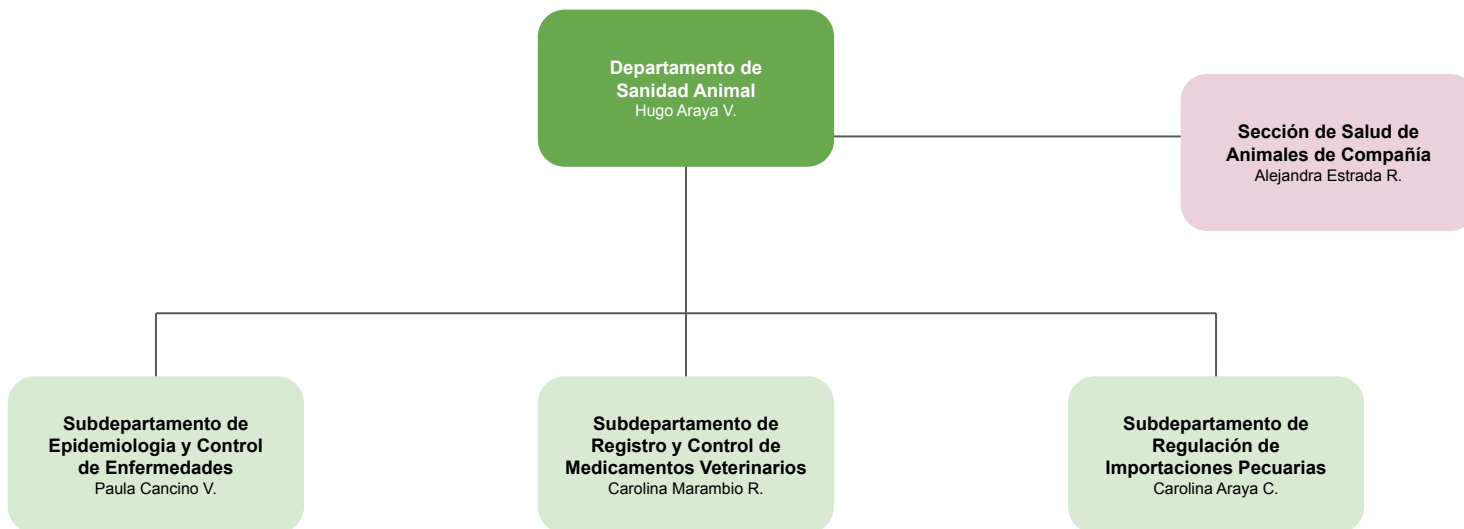 Departamento de
Sanidad Animal
Hugo Araya V.
Sección de Salud de
Animales de Compañía
Alejandra Estrada R.
Subdepartamento de
Epidemiologia y Control
de Enfermedades
Paula Cancino V.
Subdepartamento de
Registro y Control de
Medicamentos Veterinarios
Carolina Marambio R.
Subdepartamento de
Regulación de
Importaciones Pecuarias
Carolina Araya C.